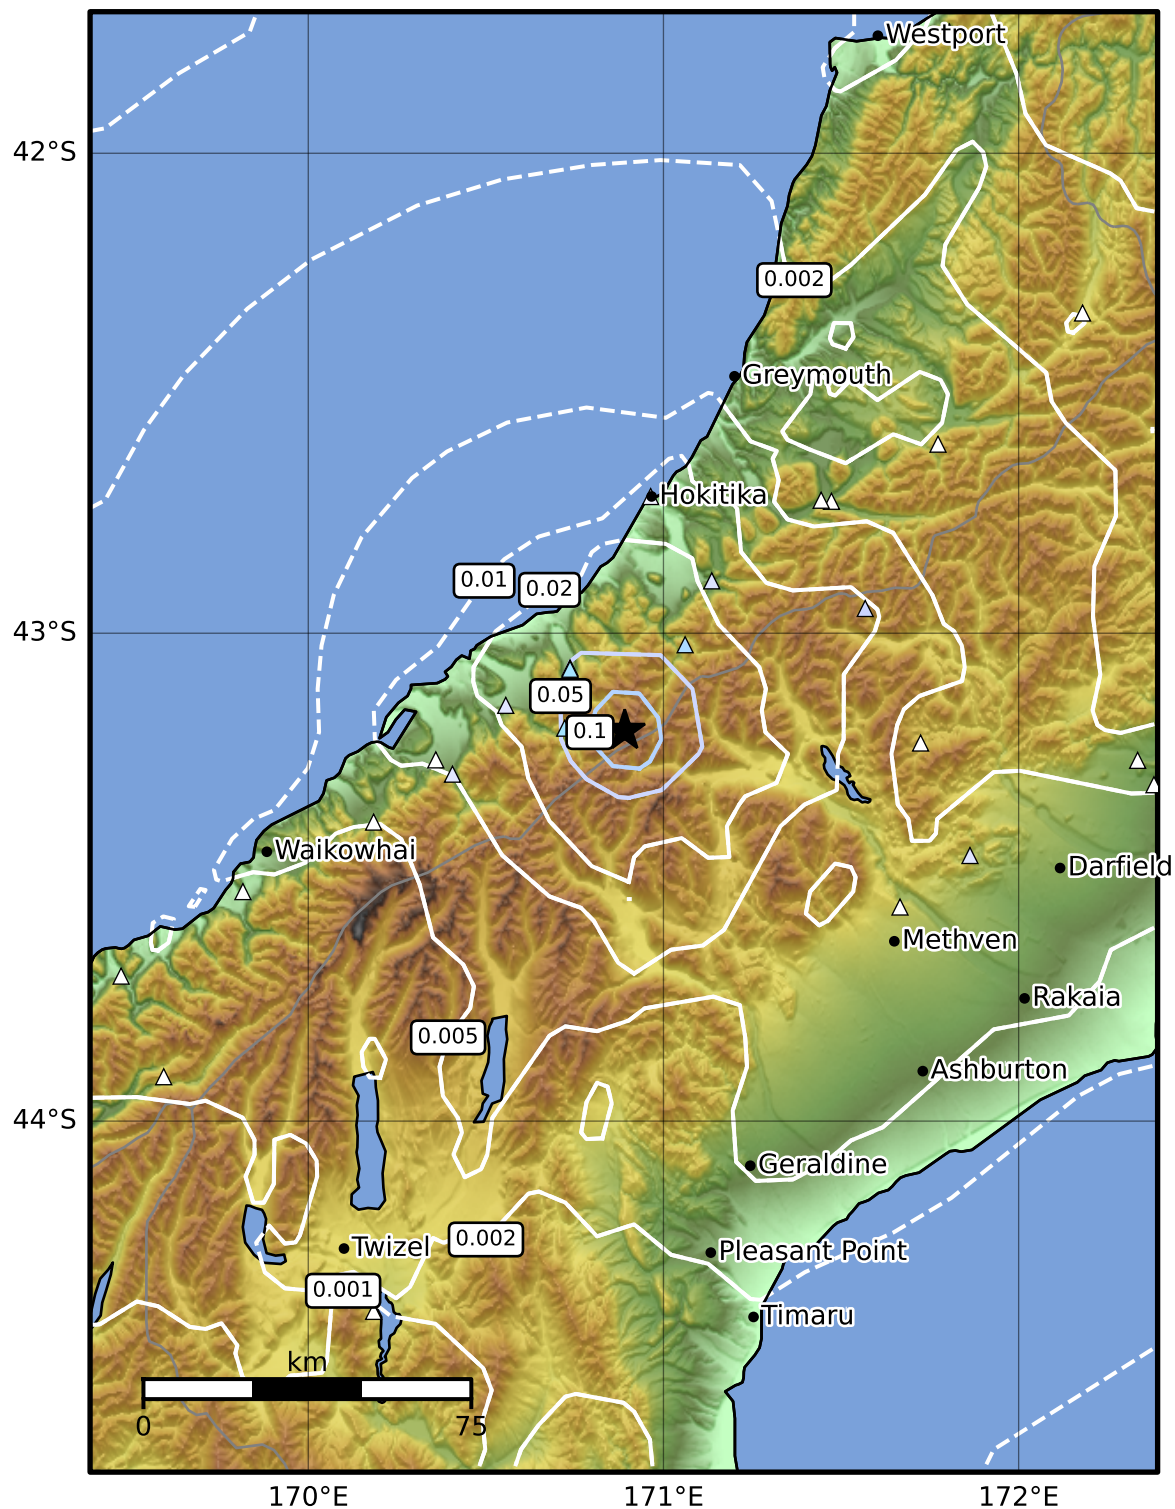 Westport
42°S
0.002
Greymouth
Hokitika
0.01
0.02
43°S
0.05
0.1
Waikowhai
Darfield
Methven
Rakaia
0.005
Ashburton
44°S
Geraldine
0.002
Twizel
Pleasant Point
0.001
Timaru
km
0
75
170°E
171°E
172°E